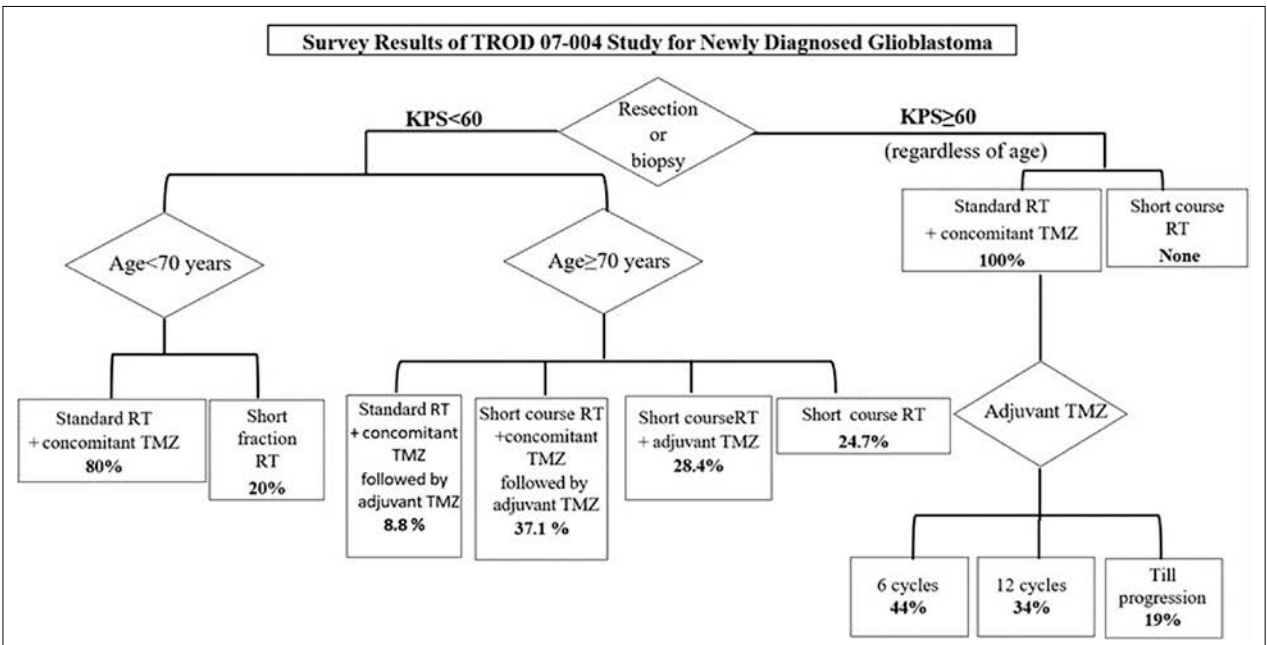 Survey Results of TROD 07-004 Study for Newly Diagnosed Glioblastoma
Resection
or
biopsy
KPS<60
KPS≥60
(regardless of age)
Age<70 years
Age≥70 years
Standard RT
+ concomitant TMZ
100%
Short course
RT
None
Standard RT
+ concomitant TMZ
80%
Short
fraction
RT
20%
Standard RT
+ concomitant
TMZ
followed by
adjuvant TMZ
8.8 %
Short course RT
+concomitant
TMZ
followed by
adjuvant TMZ
37.1 %
Short courseRT
+ adjuvant TMZ
28.4%
Short course RT
24.7%
Adjuvant TMZ
6 cycles
44%
12 cycles
34%
Till
progression
19%